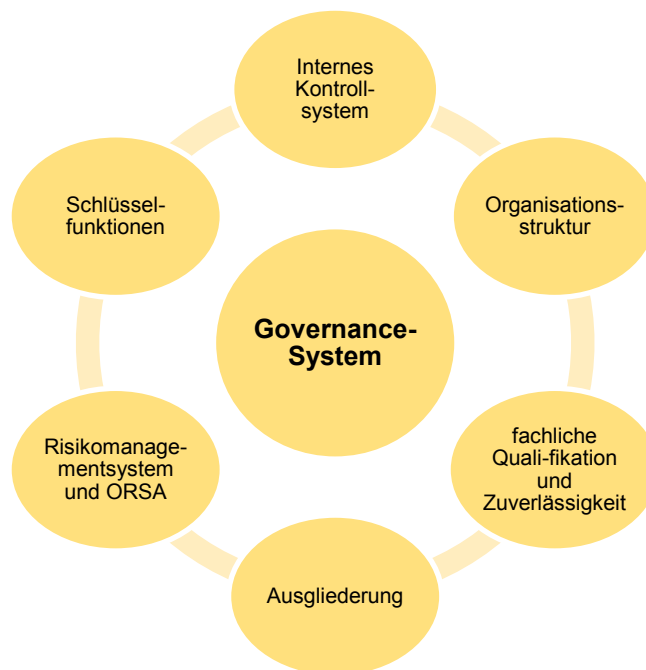 Internes
Kontroll-
system
Schlüssel-
funktionen
Organisations-
struktur
Governance-
System
Risikomanage-
mentsystem
und ORSA
fachliche
Quali-fikation
und
Zuverlässigkeit
Ausgliederung